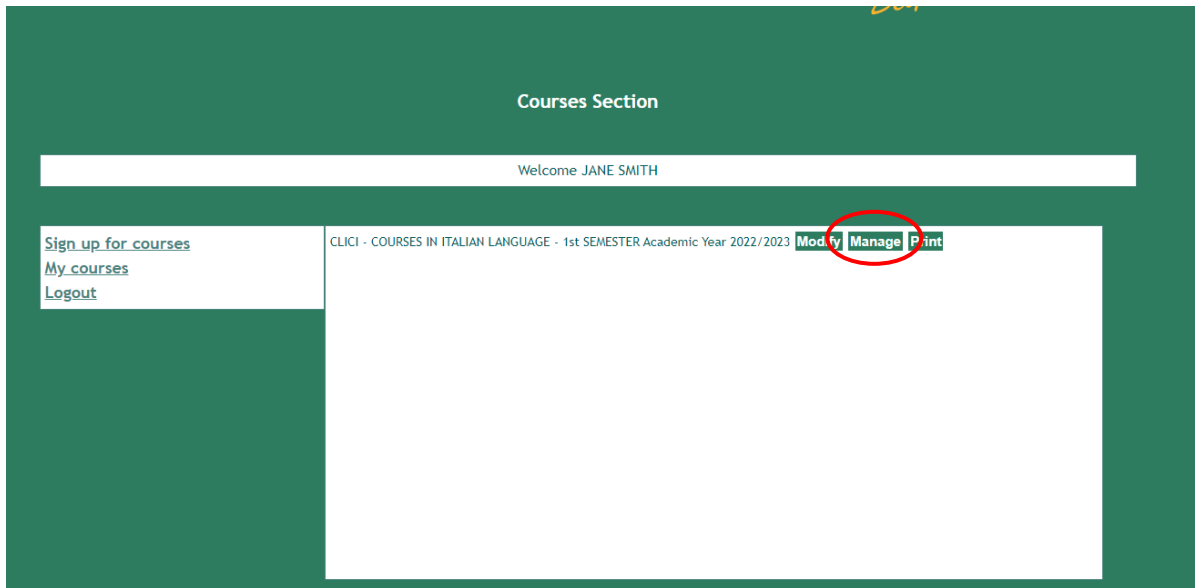 Courses Section
Welcome JANE SMITH
Sign up for courses
My courses
Logout
CLICI - COURSES IN ITALIAN LANGUAGE - 1st SEMESTER Academic Year 2022/2023 Modify Manage Print